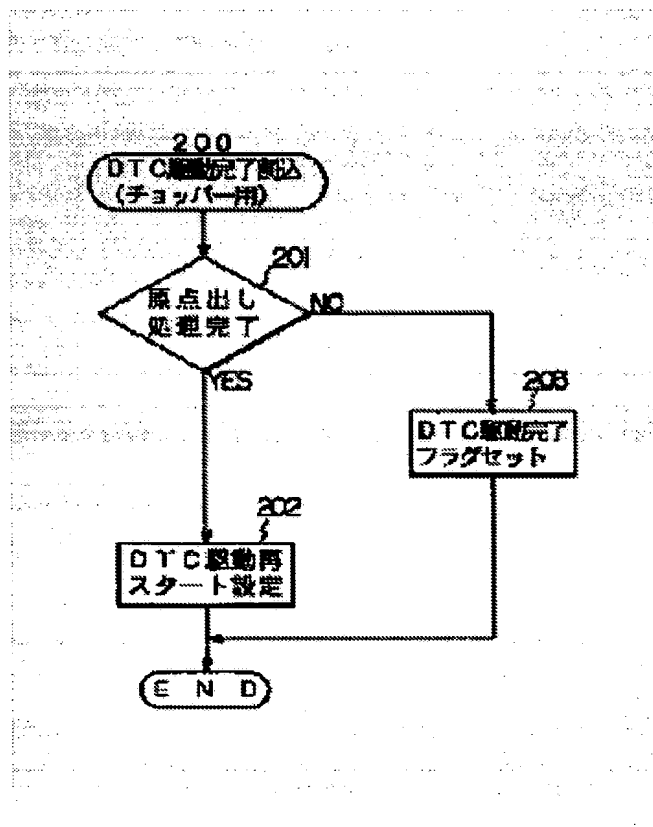 200
DTC駆動完了割込
(チョッパー用)
201
原点出し
処理完了
NO
YES
203
DTC駆動完了
フラグセット
202
DTC駆動再
スタート設定
END